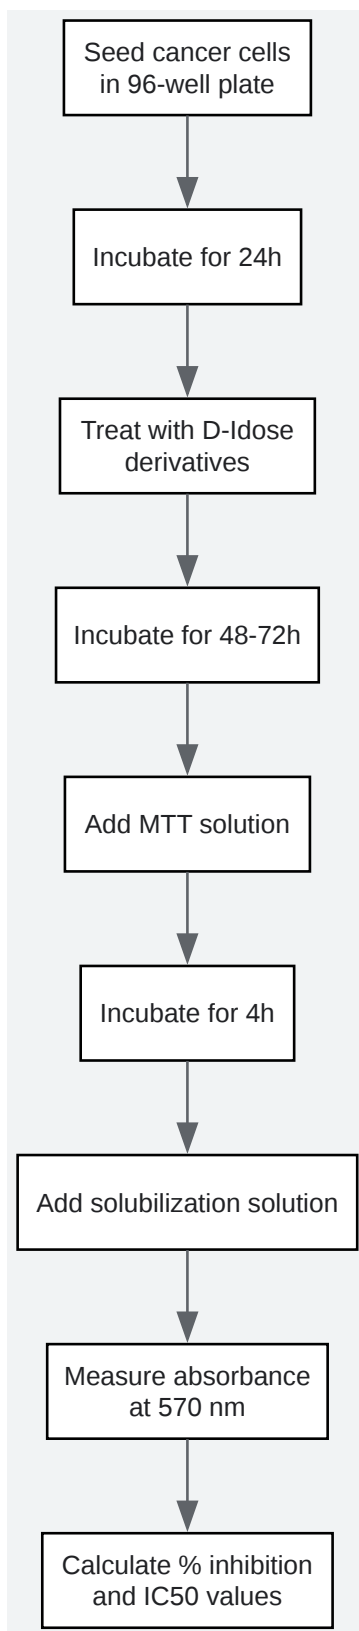 Seed cancer cells
in 96-well plate
Incubate for 24h
Treat with D-Idose
derivatives
Incubate for 48-72h
Add MTT solution
Incubate for 4h
Add solubilization solution
Measure absorbance
at 570 nm
Calculate % inhibition
and IC50 values